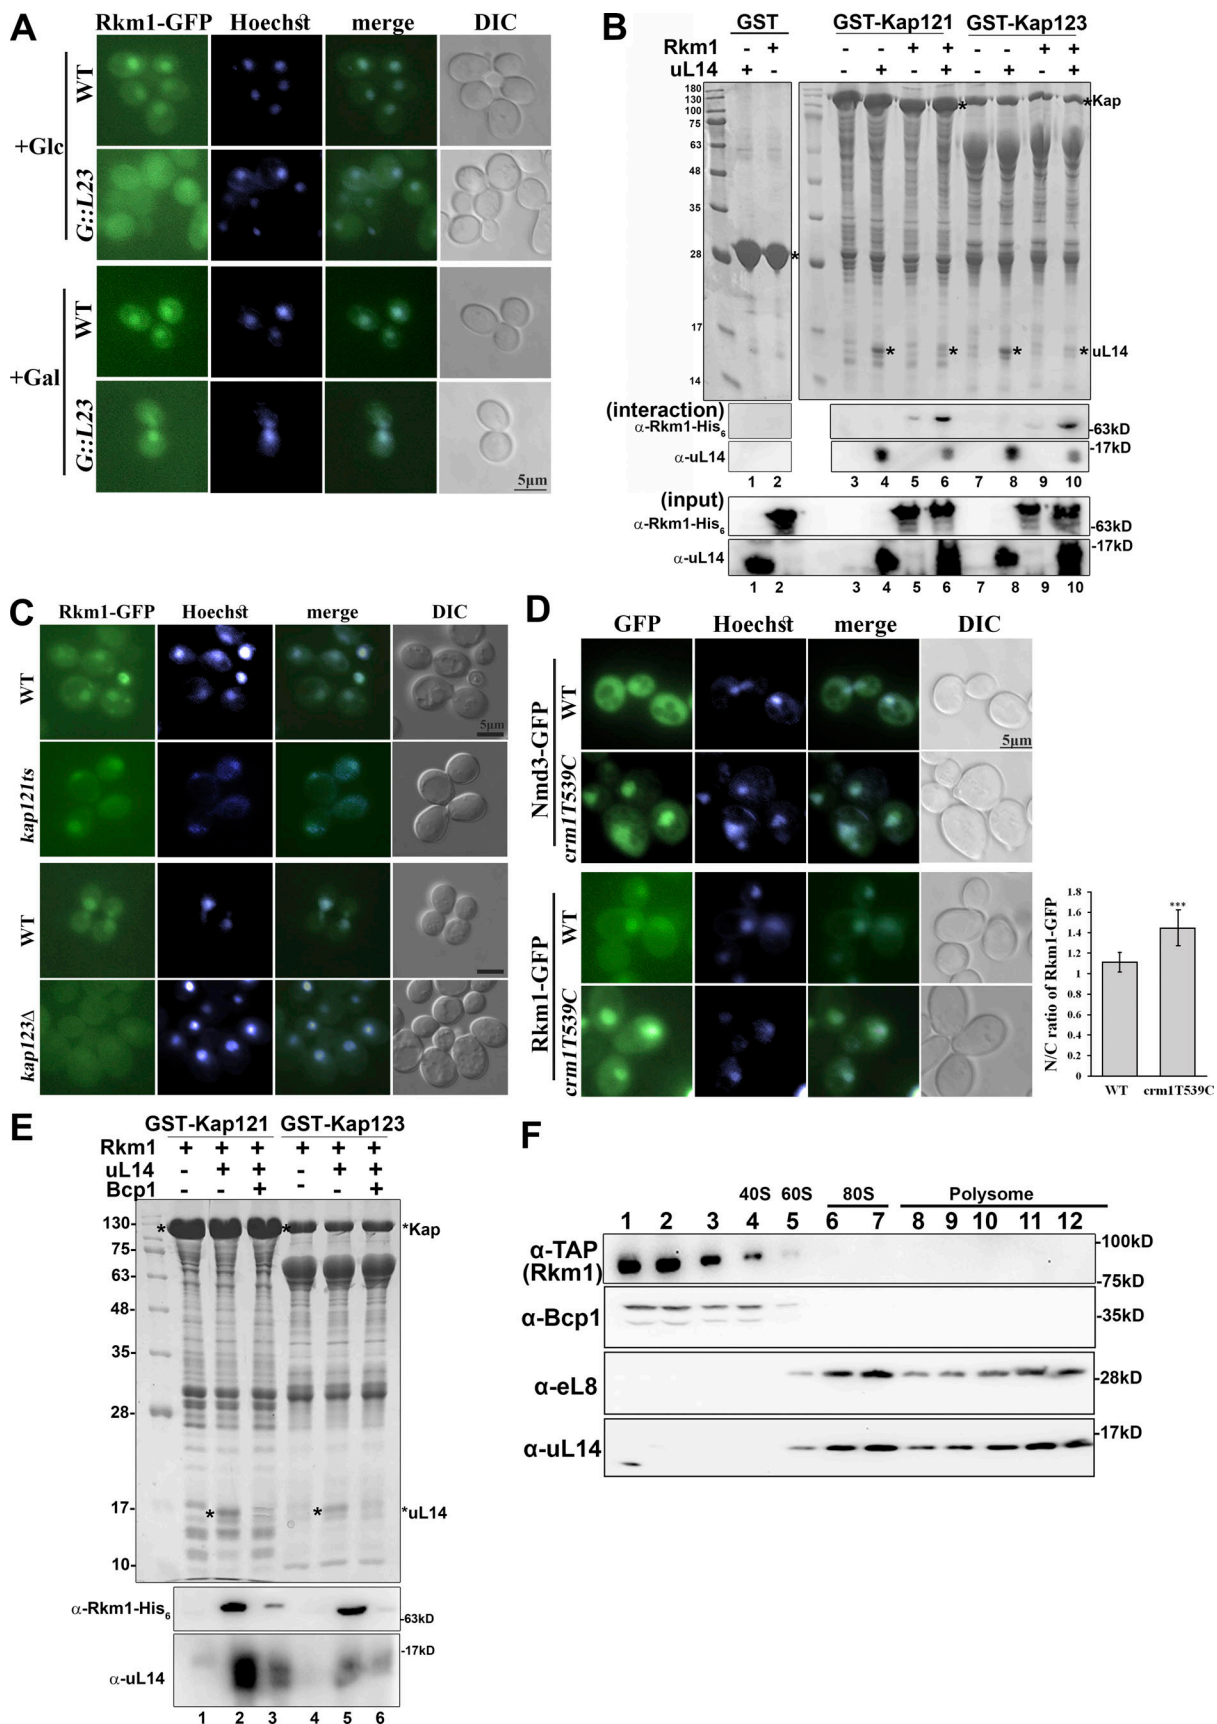 A
Rkm1-GFP Hoechst merge DIC
+Glc
WT
G::L23
+Gal
WT
G::L23
5μm
B
GST GST-Kap121 GST-Kap123
Rkm1 - + - - + + - - + +
uL14 + - - + - + - + - +
180
130
100
75
63
48
35
28
17
14
*
*
*Kap
* * * *uL14
(interaction)
α-Rkm1-His6 -63kD
α-uL14 -17kD
1 2 3 4 5 6 7 8 9 10
(input)
α-Rkm1-His6 -63kD
α-uL14 -17kD
1 2 3 4 5 6 7 8 9 10
C
Rkm1-GFP Hoechst merge DIC
WT
5μm
kap121ts
WT
kap123Δ
D
GFP Hoechst merge DIC
Nmd3-GFP
WT
5μm
crm1T539C
Rkm1-GFP
WT
crm1T539C
N/C ratio of Rkm1-GFP
1.8
1.6
1.4
1.2
1
0.8
0.6
0.4
0.2
0
***
WT crm1T539C
E
GST-Kap121 GST-Kap123
Rkm1 + + + + + +
uL14 - + + - + +
Bcp1 - - + - - +
130-
75-
63-
48-
35-
28-
17-
10-
* * *Kap
* * *uL14
α-Rkm1-His6 -63kD
α-uL14 -17kD
1 2 3 4 5 6
F
40S 60S 80S Polysome
1 2 3 4 5 6 7 8 9 10 11 12
α-TAP
(Rkm1)
-100kD
-75kD
α-Bcp1 -35kD
α-eL8 -28kD
α-uL14 -17kD